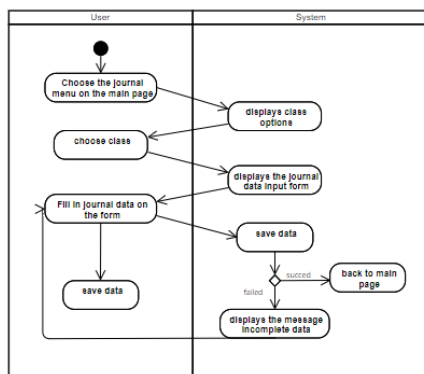 User
System
Choose the journal
menu on the main page
displays class
options
choose class
displays the journal
data input form
Fill in journal data on
the form
save data
save data
succed
back to main
page
failed
displays the message
incomplete data